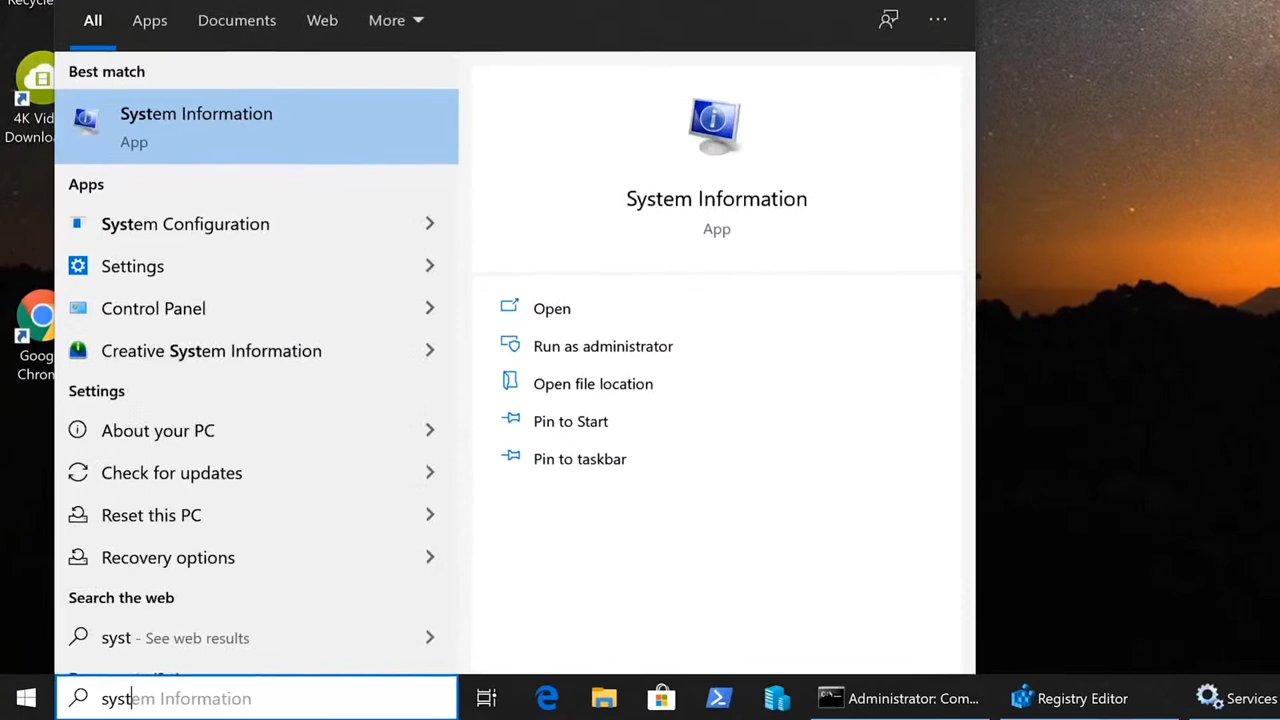 All Apps Documents Web More
Best match
System Information
App
Apps
System Configuration
Settings
Control Panel
Creative System Information
Settings
About your PC
Check for updates
Reset this PC
Recovery options
Search the web
syst - See web results
System Information
App
Open
Run as administrator
Open file location
Pin to Start
Pin to taskbar
4K Vid
Downlo
Goog
Chrom
system Information
Administrator: Com...
Registry Editor
Services